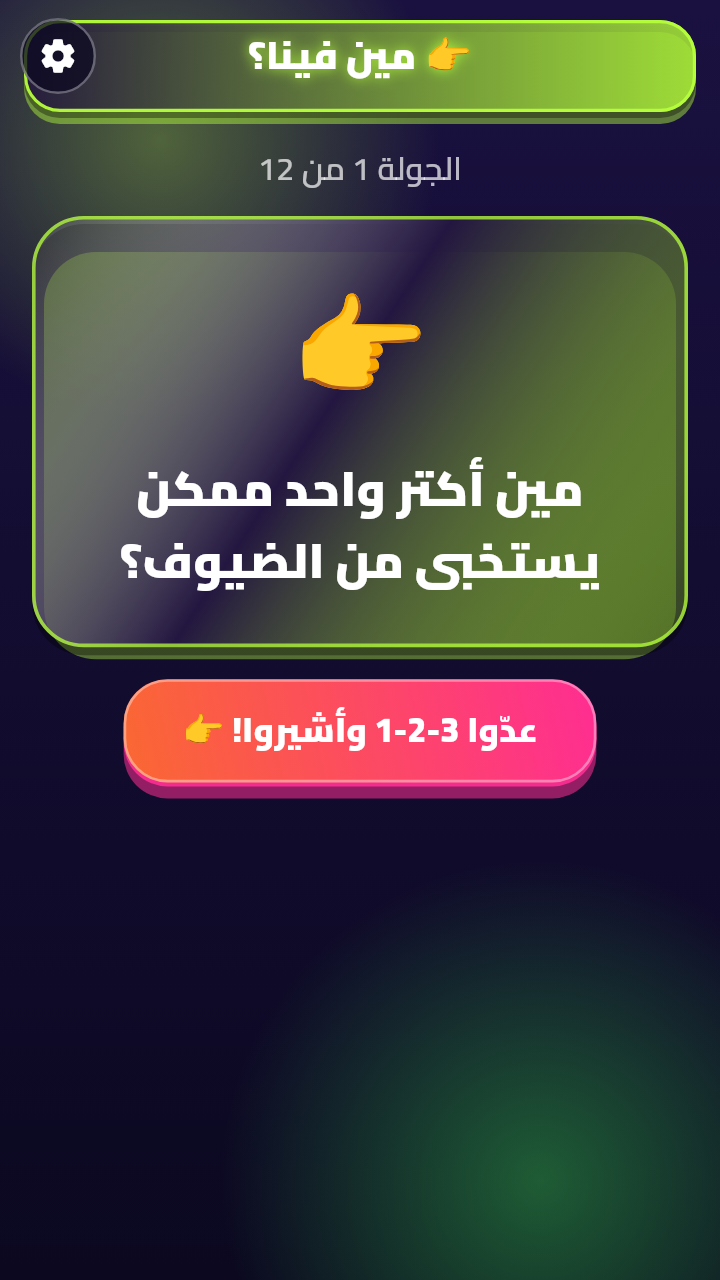 👉 مين فينا؟
الجولة 1 من 12
مين أكتر واحد ممكن
يستخبى من الضيوف؟
عدّوا 3-2-1 وأشيروا! 👉